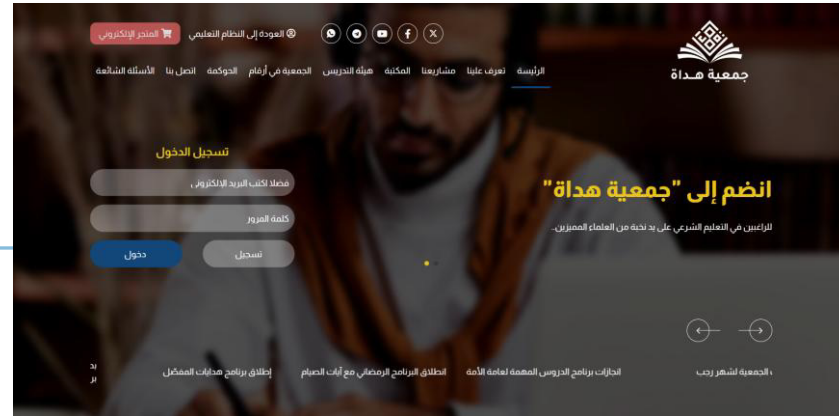 العودة إلى النظام التعليمي
المتجر الإلكتروني
جمعية هـداة
الرئيسة تعرف علينا مشاريعنا المكتبة هيئة التدريس الجمعية في أرقام الحوكمة اتصل بنا الأسئلة الشائعة
انضم إلى "جمعية هداة"
للراغبين في التعليم الشرعي على يد نخبة من العلماء المميزين..
تسجيل الدخول
فضلا اكتب البريد الإلكتروني
كلمة المرور
تسجيل
دخول
الجمعية لشهر رجب
انجازات برنامج الدروس المهمة لعامة الأمة
انطلاق البرنامج الرمضاني مع آيات الصيام
إطلاق برنامج هدايات المفصّل